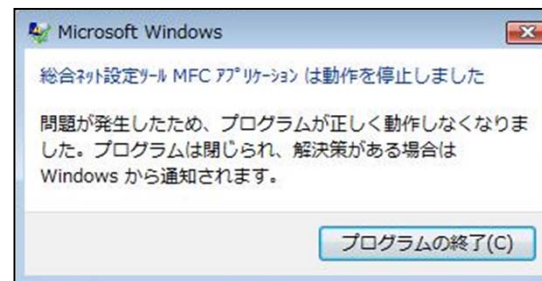 Microsoft Windows
総合ﾈｯﾄ設定ﾂｰﾙ MFC ｱﾌﾟﾘｹｰｼｮﾝ は動作を停止しました
問題が発生したため、プログラムが正しく動作しなくなりま
した。プログラムは閉じられ、解決策がある場合は
Windows から通知されます。
プログラムの終了(C)